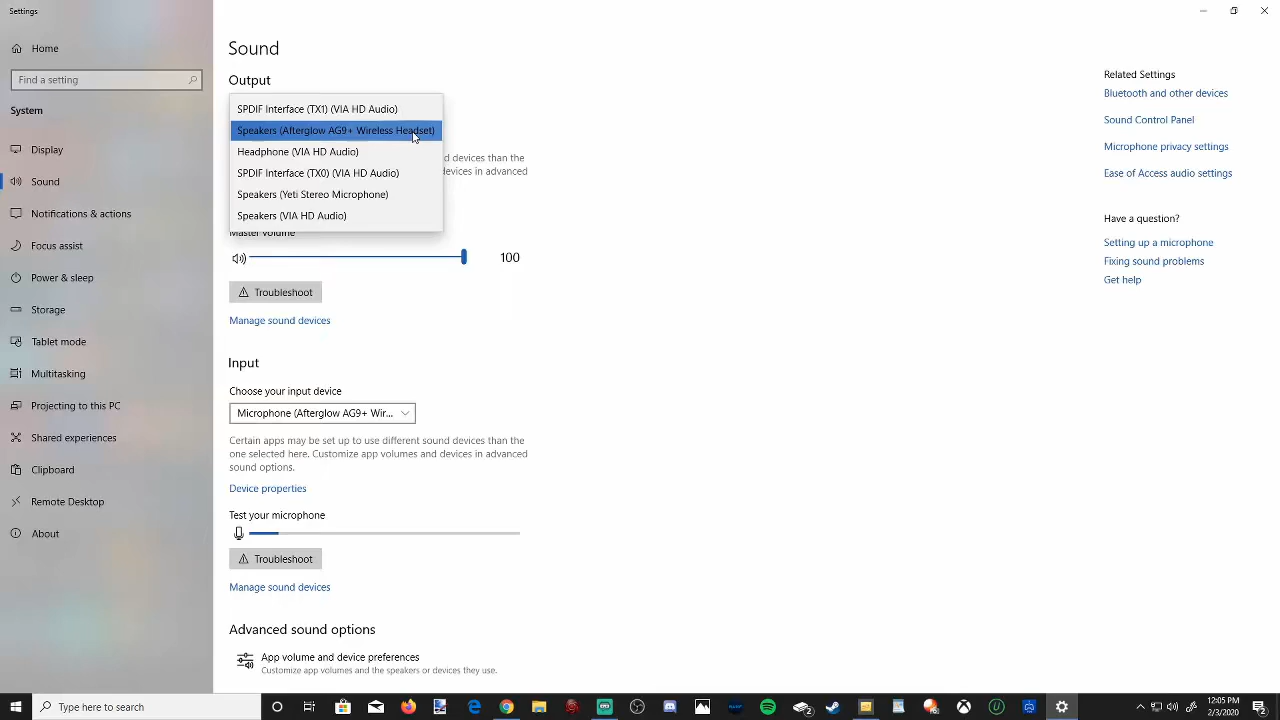 Settings
Home
Find a setting
System
Display
Sound
Notifications & actions
Focus assist
Power & sleep
Storage
Tablet mode
Multitasking
Projecting to this PC
Shared experiences
Clipboard
Remote Desktop
About
Sound
Output
SPDIF Interface (TX1) (VIA HD Audio)
Speakers (Afterglow AG9+ Wireless Headset)
Headphone (VIA HD Audio)
SPDIF Interface (TX0) (VIA HD Audio)
Speakers (Yeti Stereo Microphone)
Speakers (VIA HD Audio)
d devices than the
devices in advanced
Master volume
100
Troubleshoot
Manage sound devices
Input
Choose your input device
Microphone (Afterglow AG9+ Wir...
Certain apps may be set up to use different sound devices than the
one selected here. Customize app volumes and devices in advanced
sound options.
Device properties
Test your microphone
Troubleshoot
Manage sound devices
Advanced sound options
App volume and device preferences
Customize app volumes and the speakers or devices they use.
Related Settings
Bluetooth and other devices
Sound Control Panel
Microphone privacy settings
Ease of Access audio settings
Have a question?
Setting up a microphone
Fixing sound problems
Get help
Type here to search
12:05 PM
2/3/2020